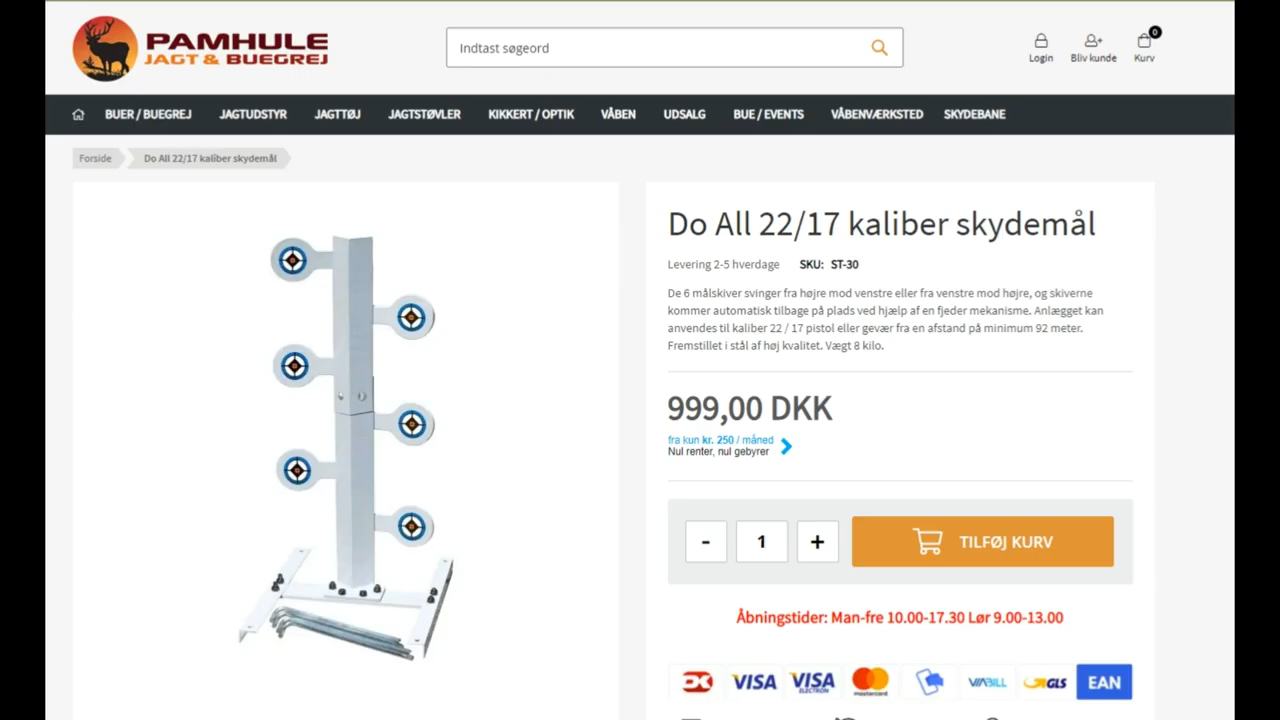 PAMHULE
JAGT & BUEGREJ
Indtast søgeord
0
Login
Bliv kunde
Kurv
BUER / BUEGREJ
JAGTUDSTYR
JAGTTØJ
JAGTSTØVLER
KIKKERT / OPTIK
VÅBEN
UDSALG
BUE / EVENTS
VÅBENVÆRKSTED
SKYDEBANE
Forside
Do All 22/17 kaliber skydemål
Do All 22/17 kaliber skydemål
Levering 2-5 hverdage SKU: ST-30
De 6 målskiver svinger fra højre mod venstre eller fra venstre mod højre, og skiverne
kommer automatisk tilbage på plads ved hjælp af en fjeder mekanisme. Anlægget kan
anvendes til kaliber 22 / 17 pistol eller gevær fra en afstand på minimum 92 meter.
Fremstillet i stål af høj kvalitet. Vægt 8 kilo.
999,00 DKK
fra kun kr. 250 / måned
Nul renter, nul gebyrer
- 1 +
TILFØJ KURV
Åbningstider: Man-fre 10.00-17.30 Lør 9.00-13.00
VISA
VISA
ELECTRON
mastercard
VIABILL
GLS
EAN